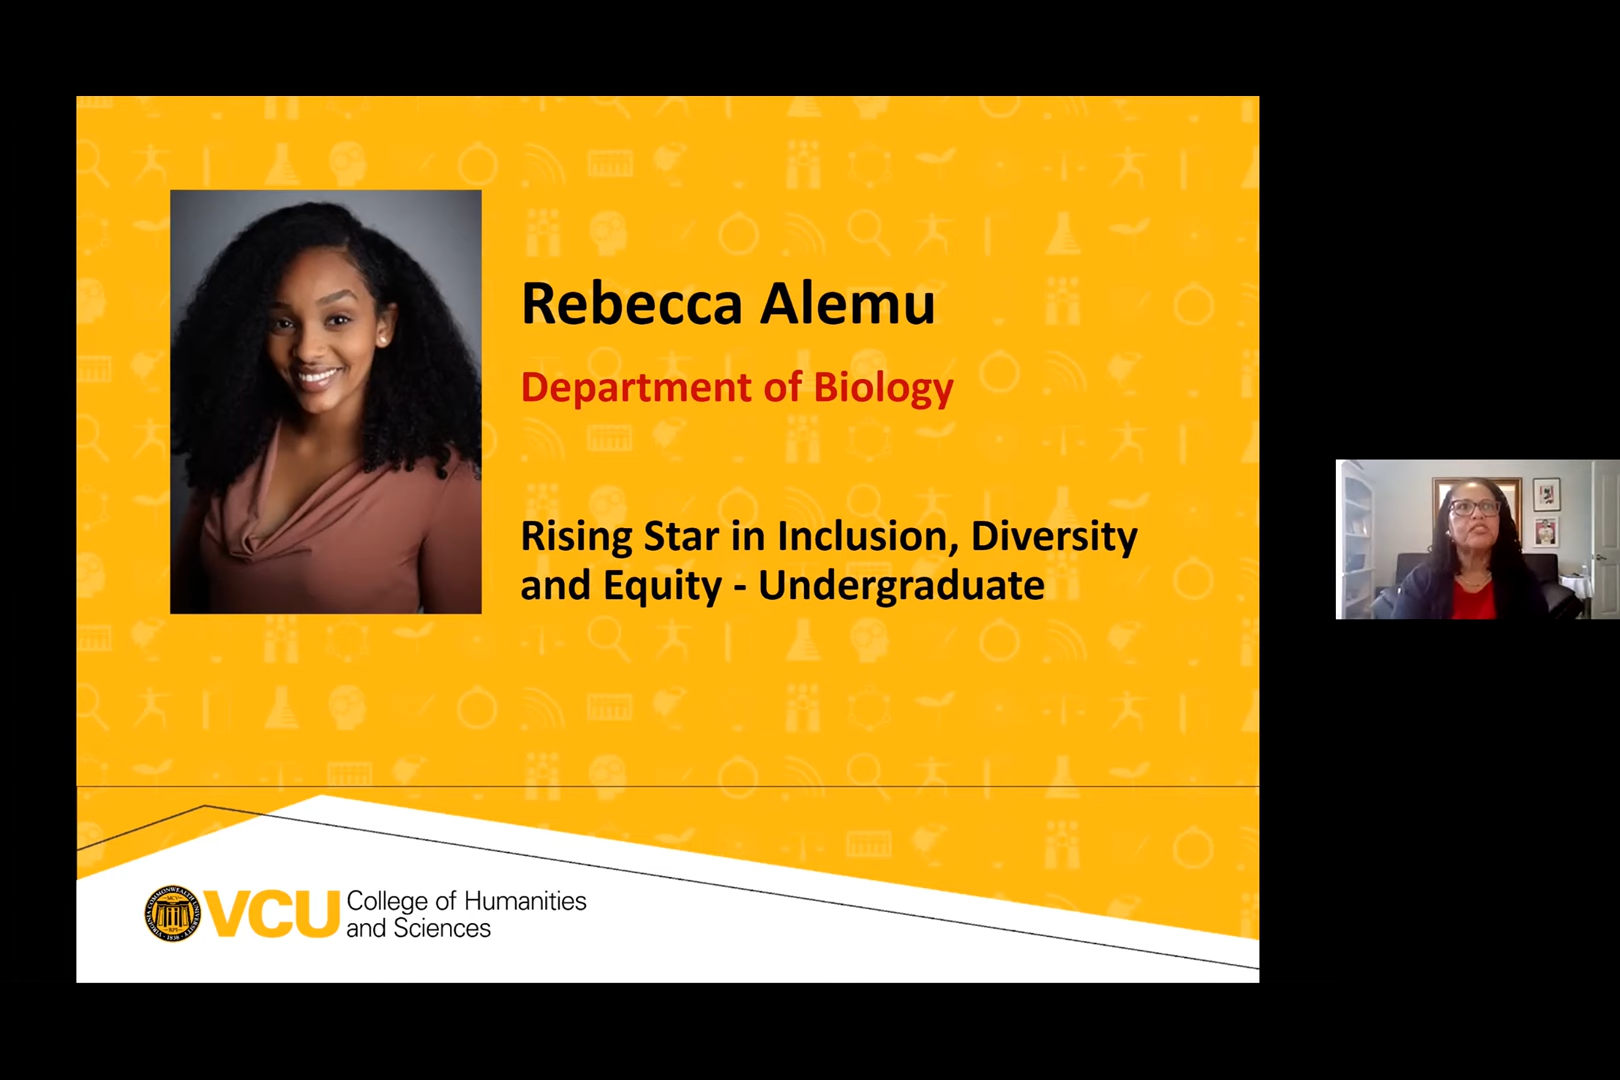 Rebecca Alemu
Department of Biology
Rising Star in Inclusion, Diversity
and Equity - Undergraduate
VCU College of Humanities
and Sciences